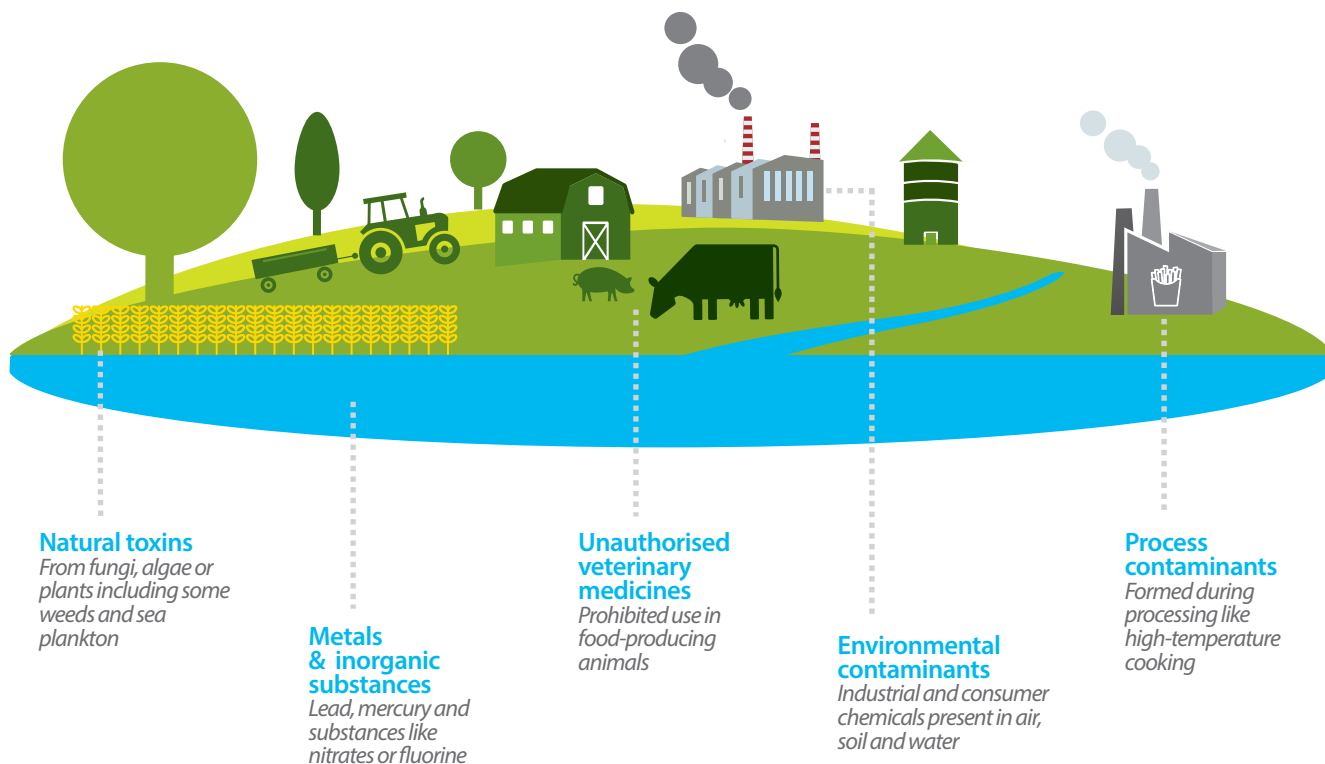 Natural toxins
From fungi, algae or
plants including some
weeds and sea
plankton
Metals
& inorganic
substances
Lead, mercury and
substances like
nitrates or fluorine
Unauthorised
veterinary
medicines
Prohibited use in
food-producing
animals
Environmental
contaminants
Industrial and consumer
chemicals present in air,
soil and water
Process
contaminants
Formed during
processing like
high-temperature
cooking